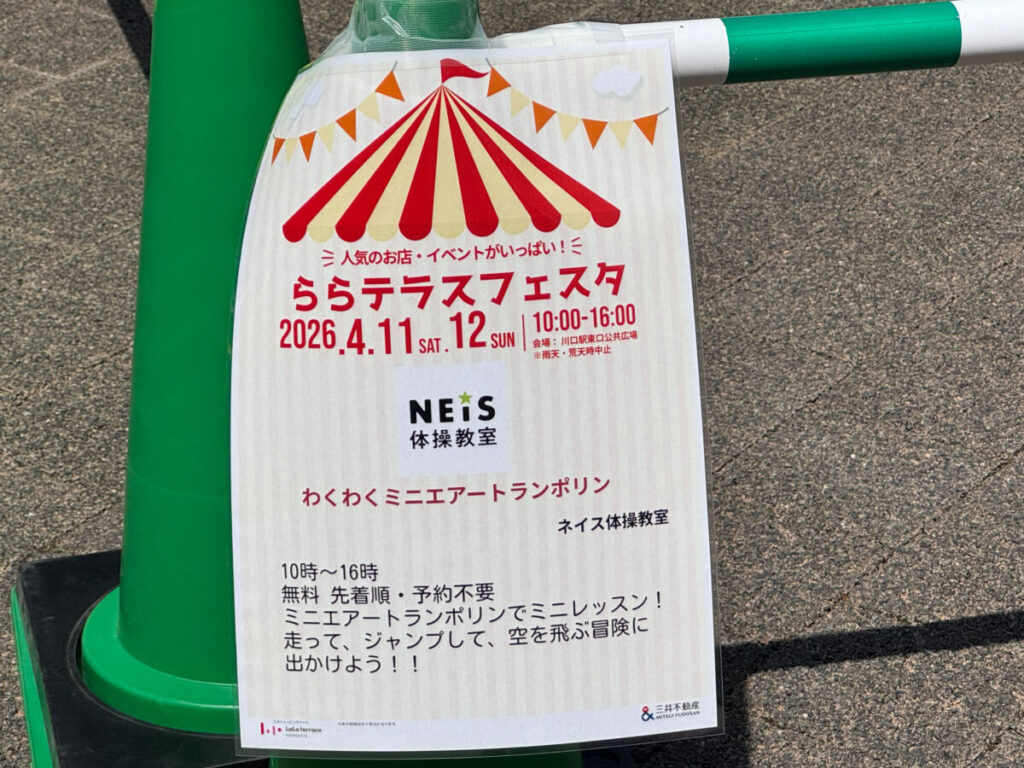 人気のお店・イベントがいっぱい！
ららテラスフェスタ
2026.4.11 SAT. 12 SUN
10:00-16:00
会場：川口駅東口公共広場
※雨天・荒天時中止
NEiS
体操教室
わくわくミニエアートランポリン
ネイス体操教室
10時～16時
無料 先着順・予約不要
ミニエアートランポリンでミニレッスン！
走って、ジャンプして、空を飛ぶ冒険に
出かけよう！！
LaLa terrace
三井不動産
MITSUI FUDOSAN